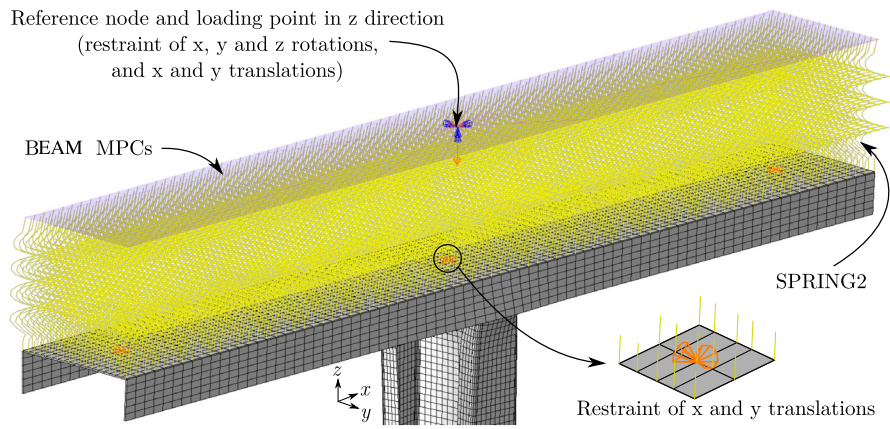 Reference node and loading point in z direction
(restraint of x, y and z rotations,
and x and y translations)
BEAM MPCs
SPRING2
z
x
y
Restraint of x and y translations